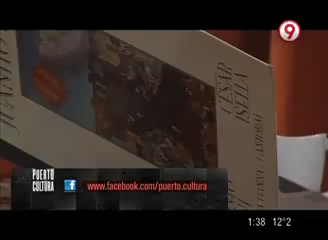 9
JUANITO
CESAR
ISELLA
PUERTO
CULTURA
f
www.facebook.com/puerto.cultura
1:38 12°2